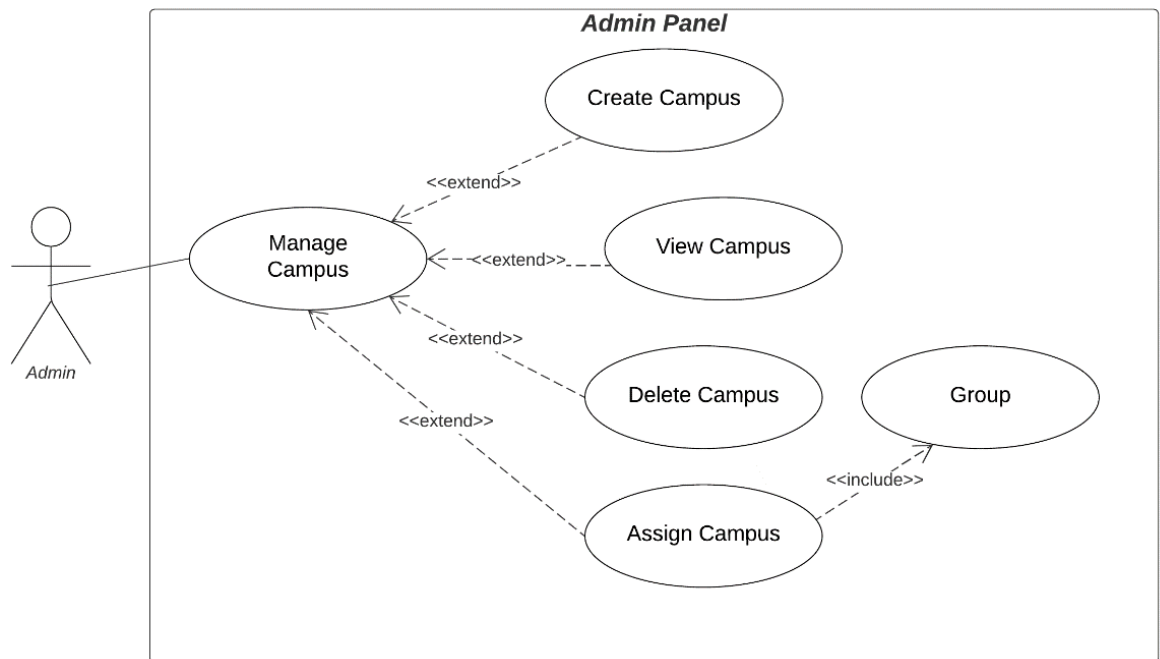 Admin Panel
Create Campus
<<extend>>
Manage
Campus
View Campus
<<extend>>
<<extend>>
Admin
Delete Campus
Group
<<extend>>
<<include>>
Assign Campus